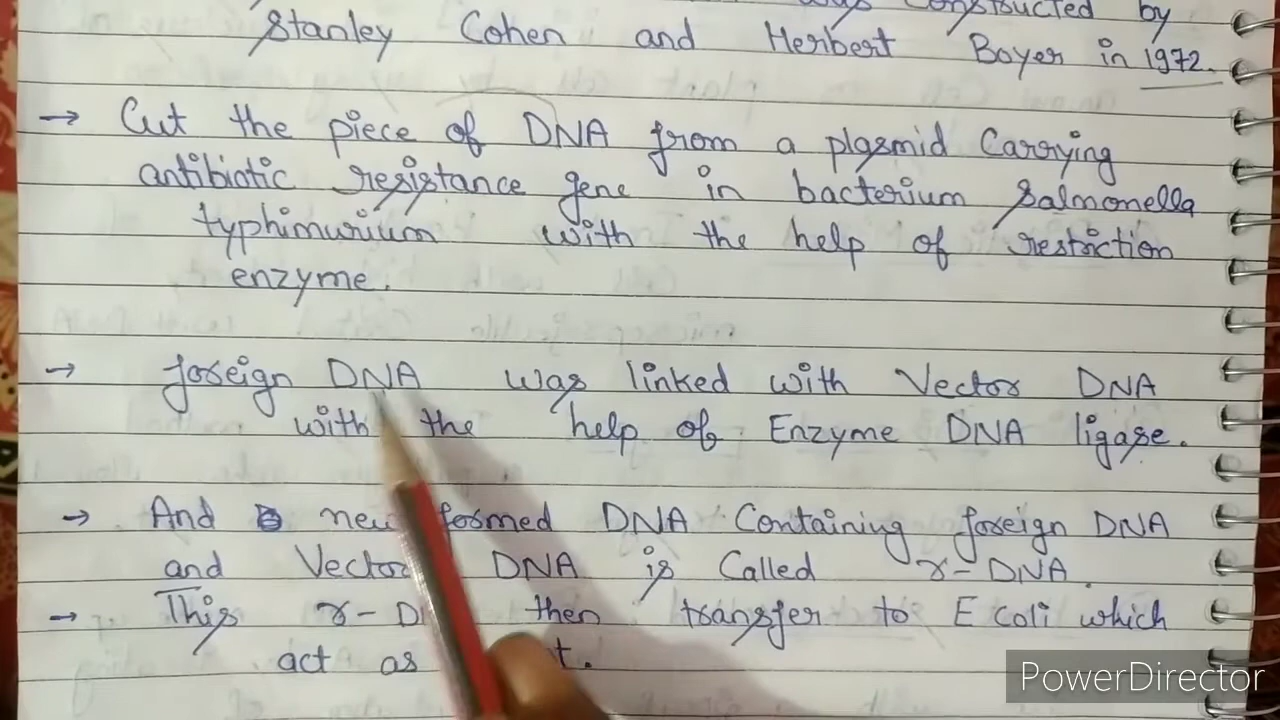 Constructed by
Stanley Cohen and Herbert Boyer in 1972.
→ Cut the piece of DNA from a plasmid Carrying
antibiotic resistance gene in bacterium Salmonella
typhimurium with the help of restriction
enzyme.
→ foreign DNA was linked with Vector DNA
with the help of Enzyme DNA ligase.
→ And new formed DNA Containing foreign DNA
and Vector DNA is Called r-DNA.
→ This r-D then transfer to E coli which
act as t.
PowerDirector